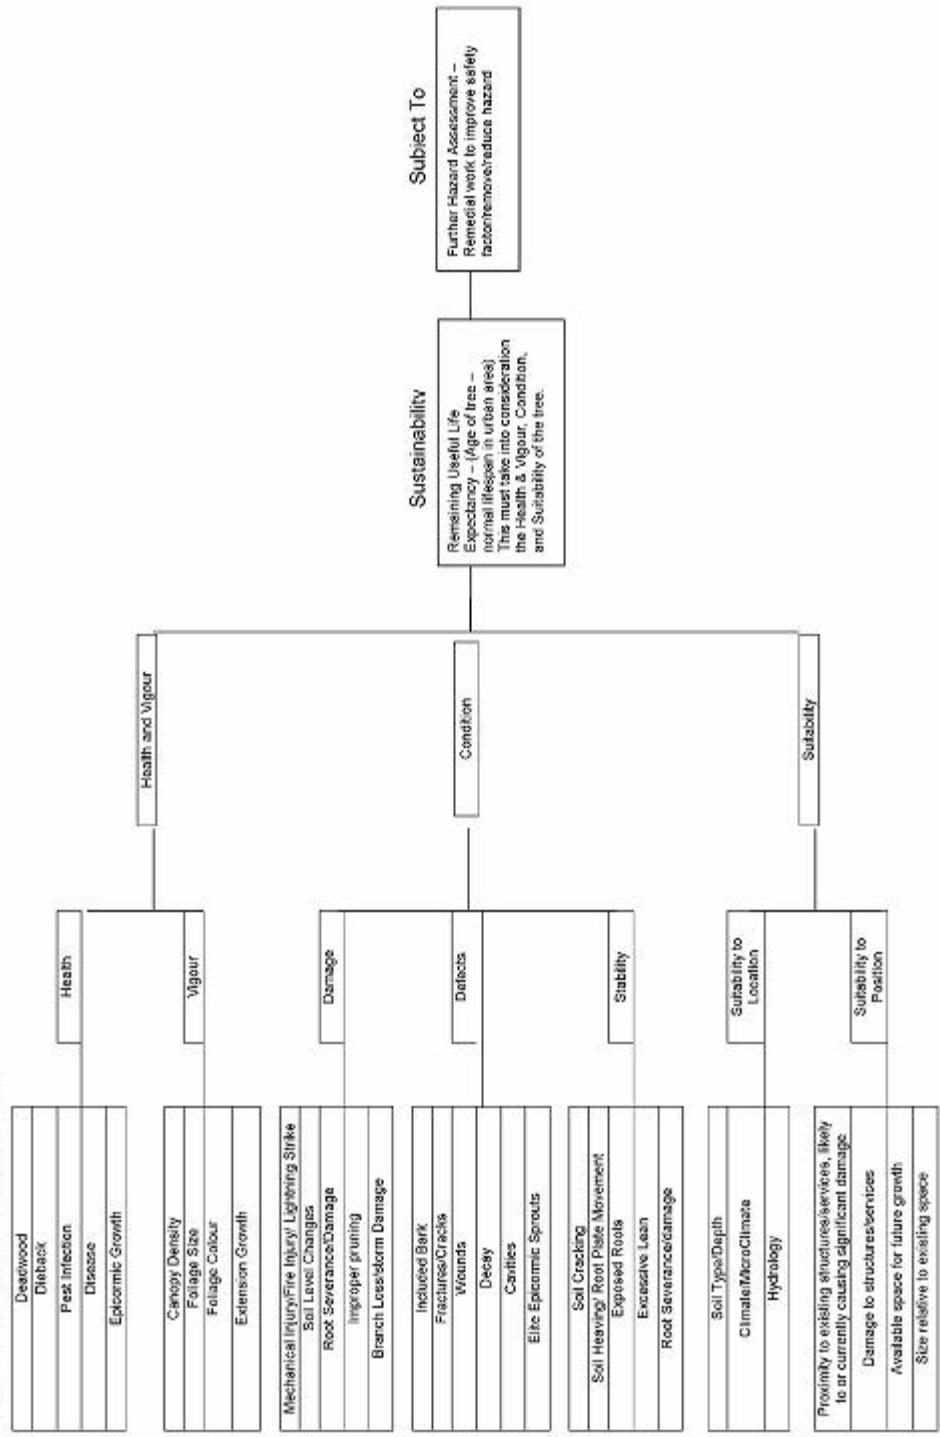 Deadwood
Dieback
Pest Infection
Disease
Epicormic Growth
Canopy Density
Foliage Size
Foliage Colour
Extension Growth
Mechanical Injury/Fire Injury/ Lightning Strike
Soil Level Changes
Root Severance/Damage
Improper pruning
Branch Loss/storm Damage
Included Bark
Fractures/Cracks
Wounds
Decay
Cavities
Elite Epicormic Sprouts
Soil Cracking
Soil Heaving/ Root Plate Movement
Exposed Roots
Excessive Lean
Root Severance/damage
Soil Type/Depth
Climate/MicroClimate
Hydrology
Proximity to existing structures/services, likely
to or currently causing significant damage
Damage to structures/services
Available space for future growth
Size relative to existing space
Health
Vigour
Damage
Defects
Stability
Suitability to
Location
Suitability to
Position
Health and Vigour
Condition
Suitability
Sustainability
Remaining Useful Life
Expectancy – (Age of tree –
normal lifespan in urban area)
This must take into consideration
the Health & Vigour, Condition,
and Suitability of the tree.
Subject To
Further Hazard Assessment –
Remedial work to improve safety
factor/remove/reduce hazard